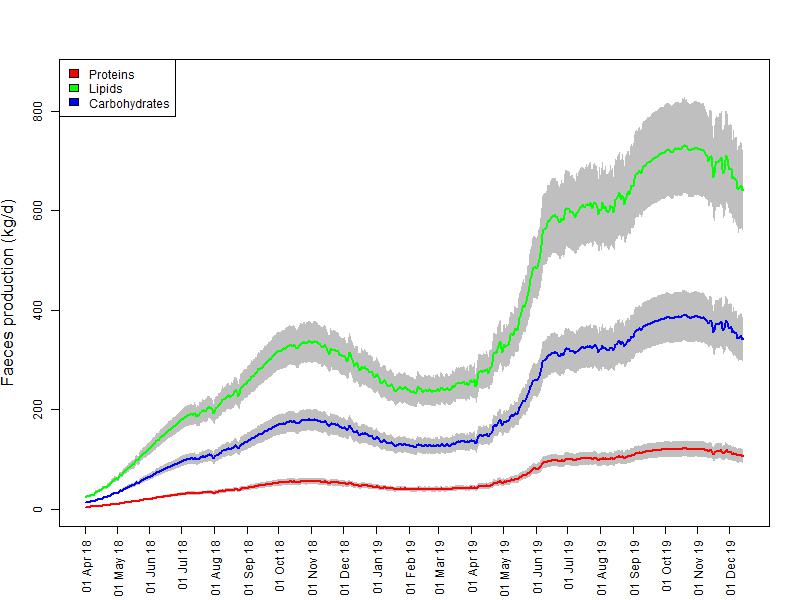 Proteins
Lipids
Carbohydrates
Faeces production (kg/d)
800
600
400
200
0
01 Apr 18
01 May 18
01 Jun 18
01 Jul 18
01 Aug 18
01 Sep 18
01 Oct 18
01 Nov 18
01 Dec 18
01 Jan 19
01 Feb 19
01 Mar 19
01 Apr 19
01 May 19
01 Jun 19
01 Jul 19
01 Aug 19
01 Sep 19
01 Oct 19
01 Nov 19
01 Dec 19